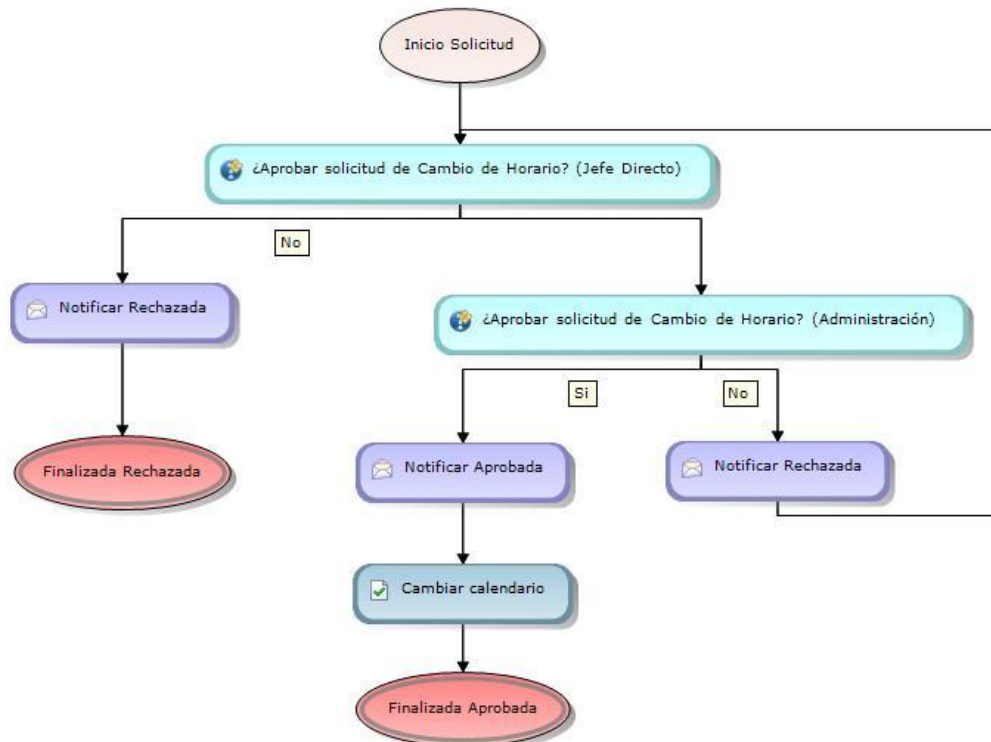 Inicio Solicitud
¿Aprobar solicitud de Cambio de Horario? (Jefe Directo)
No
Notificar Rechazada
¿Aprobar solicitud de Cambio de Horario? (Administración)
Si
No
Finalizada Rechazada
Notificar Aprobada
Notificar Rechazada
Cambiar calendario
Finalizada Aprobada